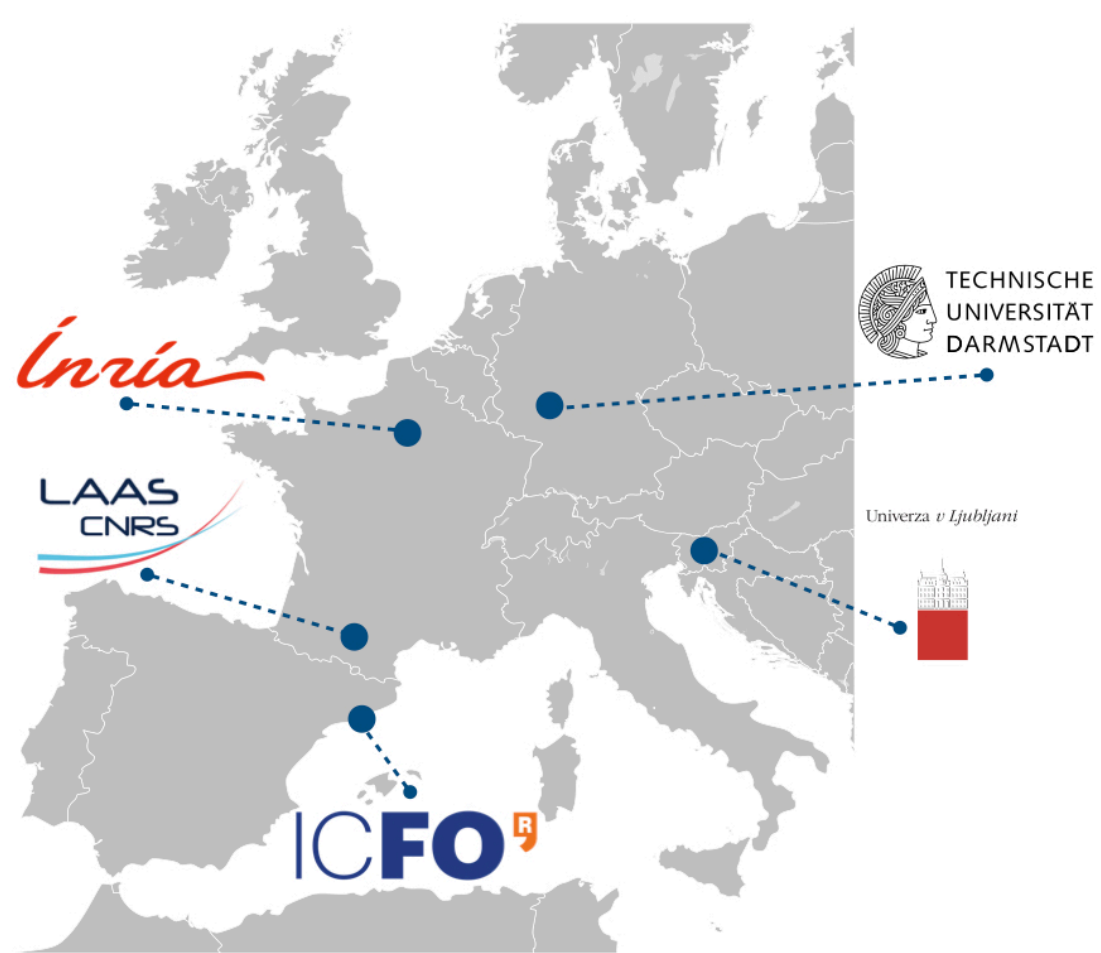 TECHNISCHE
UNIVERSITÄT
DARMSTADT
Inria
LAAS
CNRS
Univerza v Ljubljani
ICFO R